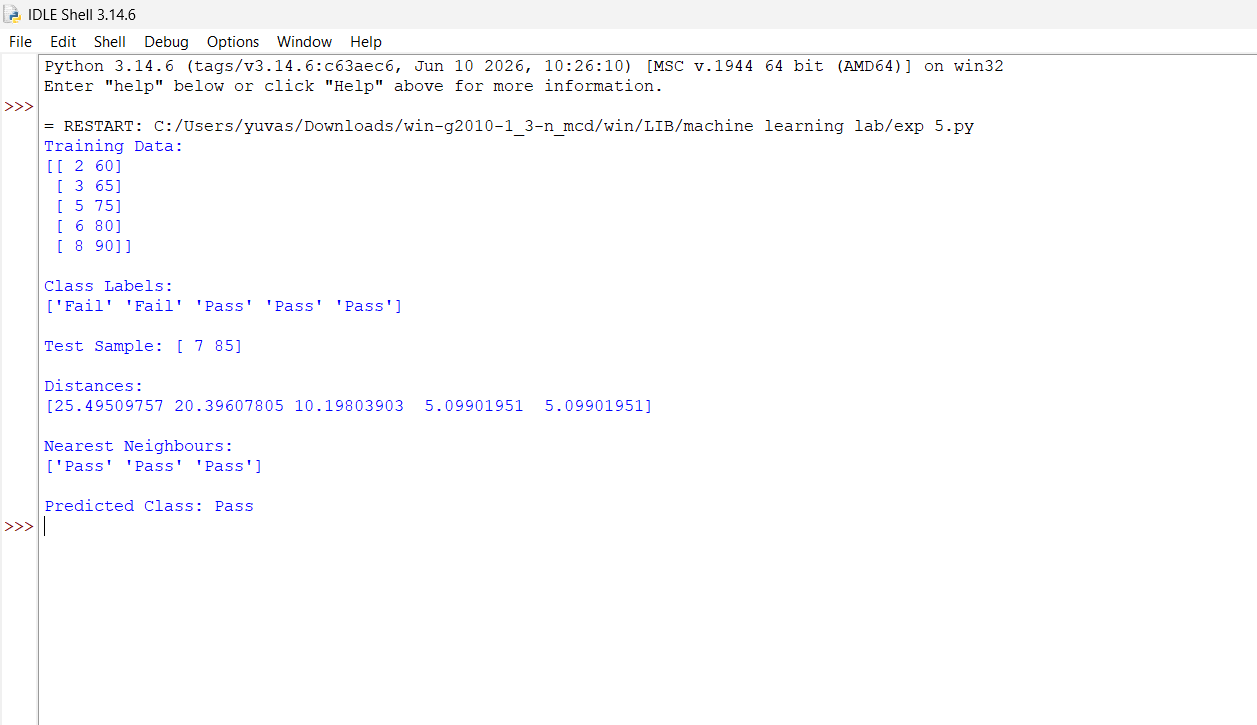 IDLE Shell 3.14.6
File Edit Shell Debug Options Window Help
Python 3.14.6 (tags/v3.14.6:c63aec6, Jun 10 2026, 10:26:10) [MSC v.1944 64 bit (AMD64)] on win32
Enter "help" below or click "Help" above for more information.
>>>
= RESTART: C:/Users/yuvas/Downloads/win-g2010-1_3-n_mcd/win/LIB/machine learning lab/exp 5.py
Training Data:
[[ 2 60]
 [ 3 65]
 [ 5 75]
 [ 6 80]
 [ 8 90]]
Class Labels:
['Fail' 'Fail' 'Pass' 'Pass' 'Pass']
Test Sample: [ 7 85]
Distances:
[25.49509757 20.39607805 10.19803903  5.09901951  5.09901951]
Nearest Neighbours:
['Pass' 'Pass' 'Pass']
Predicted Class: Pass
>>>